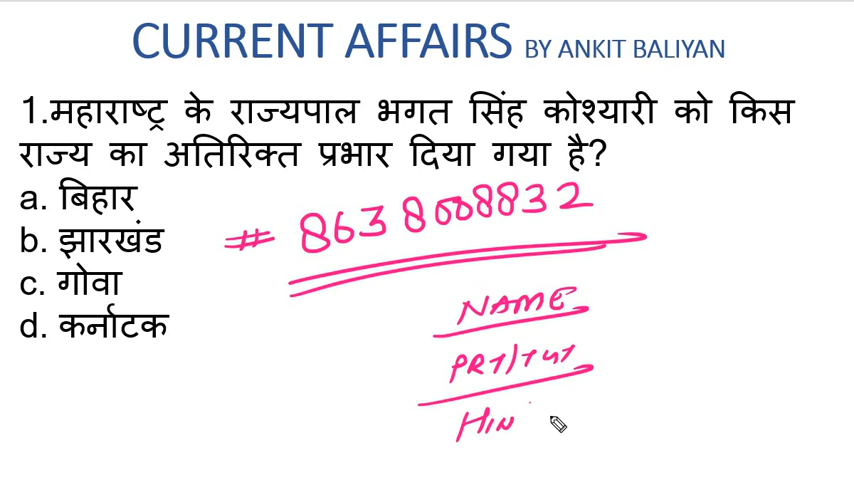 CURRENT AFFAIRS BY ANKIT BALIYAN
1.महाराष्ट्र के राज्यपाल भगत सिंह कोश्यारी को किस
राज्य का अतिरिक्त प्रभार दिया गया है?
a. बिहार
# 8638008832
b. झारखंड
c. गोवा
NAME
d. कर्नाटक
PRT/TGT
HIN